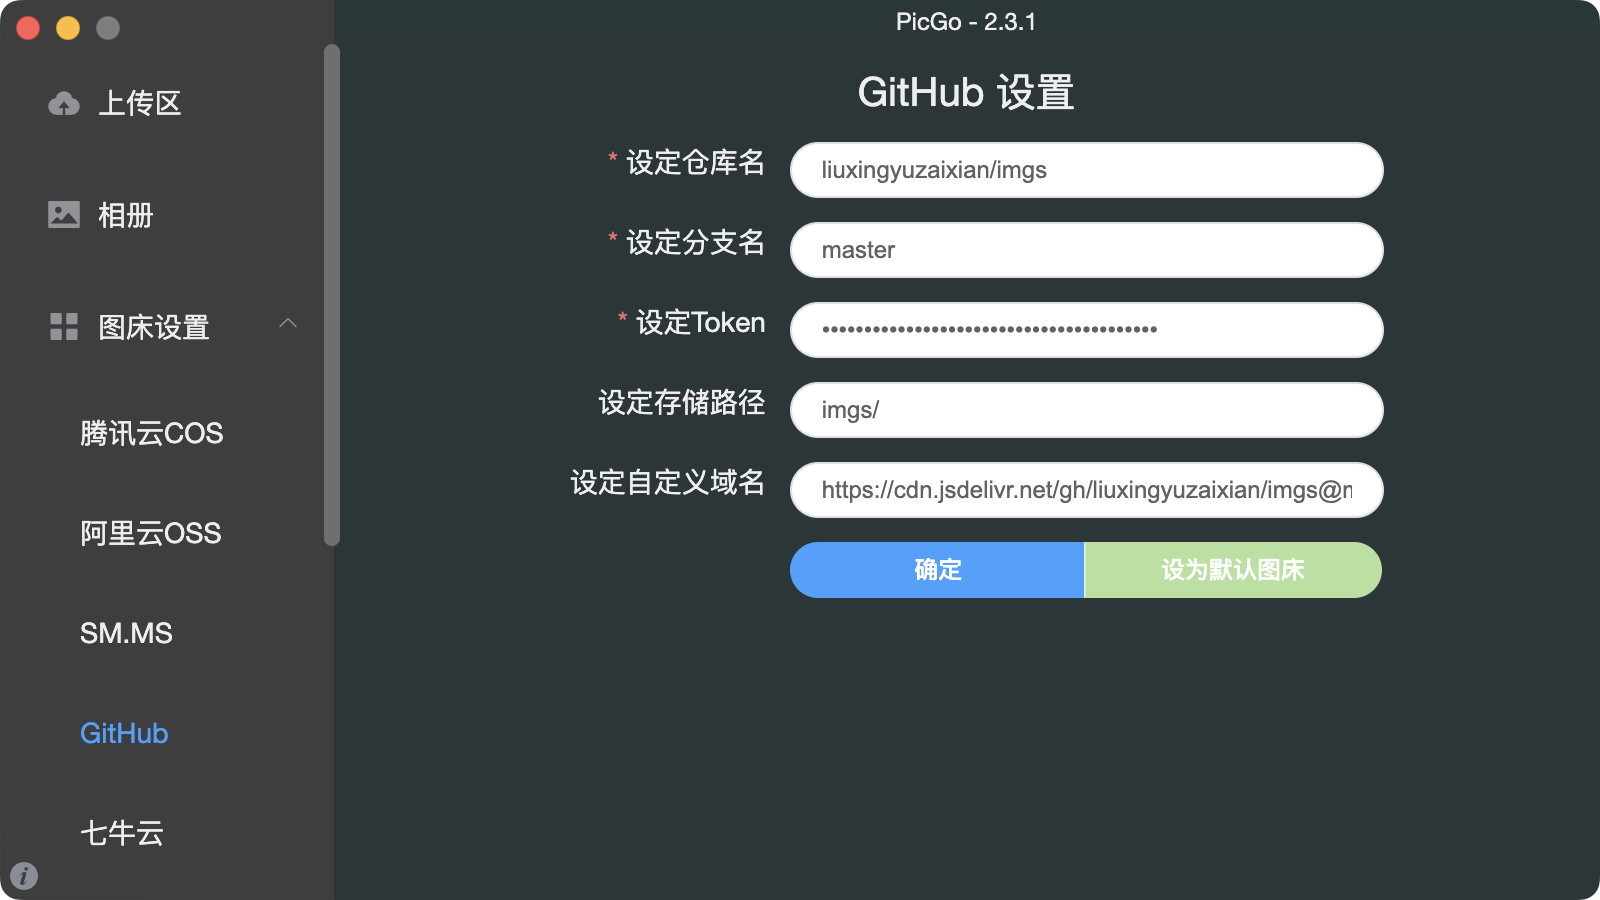 PicGo - 2.3.1
上传区
相册
图床设置
腾讯云COS
阿里云OSS
SM.MS
GitHub
七牛云
GitHub 设置
* 设定仓库名
liuxingyuzaixian/imgs
* 设定分支名
master
* 设定Token
••••••••••••••••••••••••••••••••••••••••
设定存储路径
imgs/
设定自定义域名
https://cdn.jsdelivr.net/gh/liuxingyuzaixian/imgs@
确定
设为默认图床